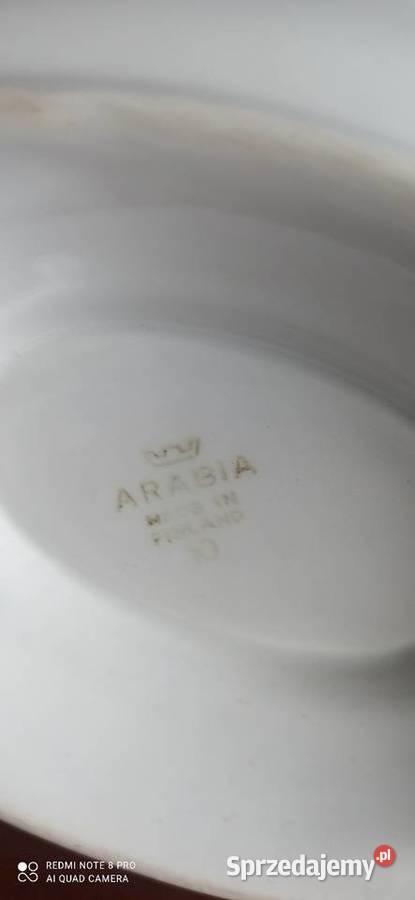 ARABIA
MADE IN
FINLAND
10
REDMI NOTE 8 PRO
AI QUAD CAMERA
Sprzedajemy.pl